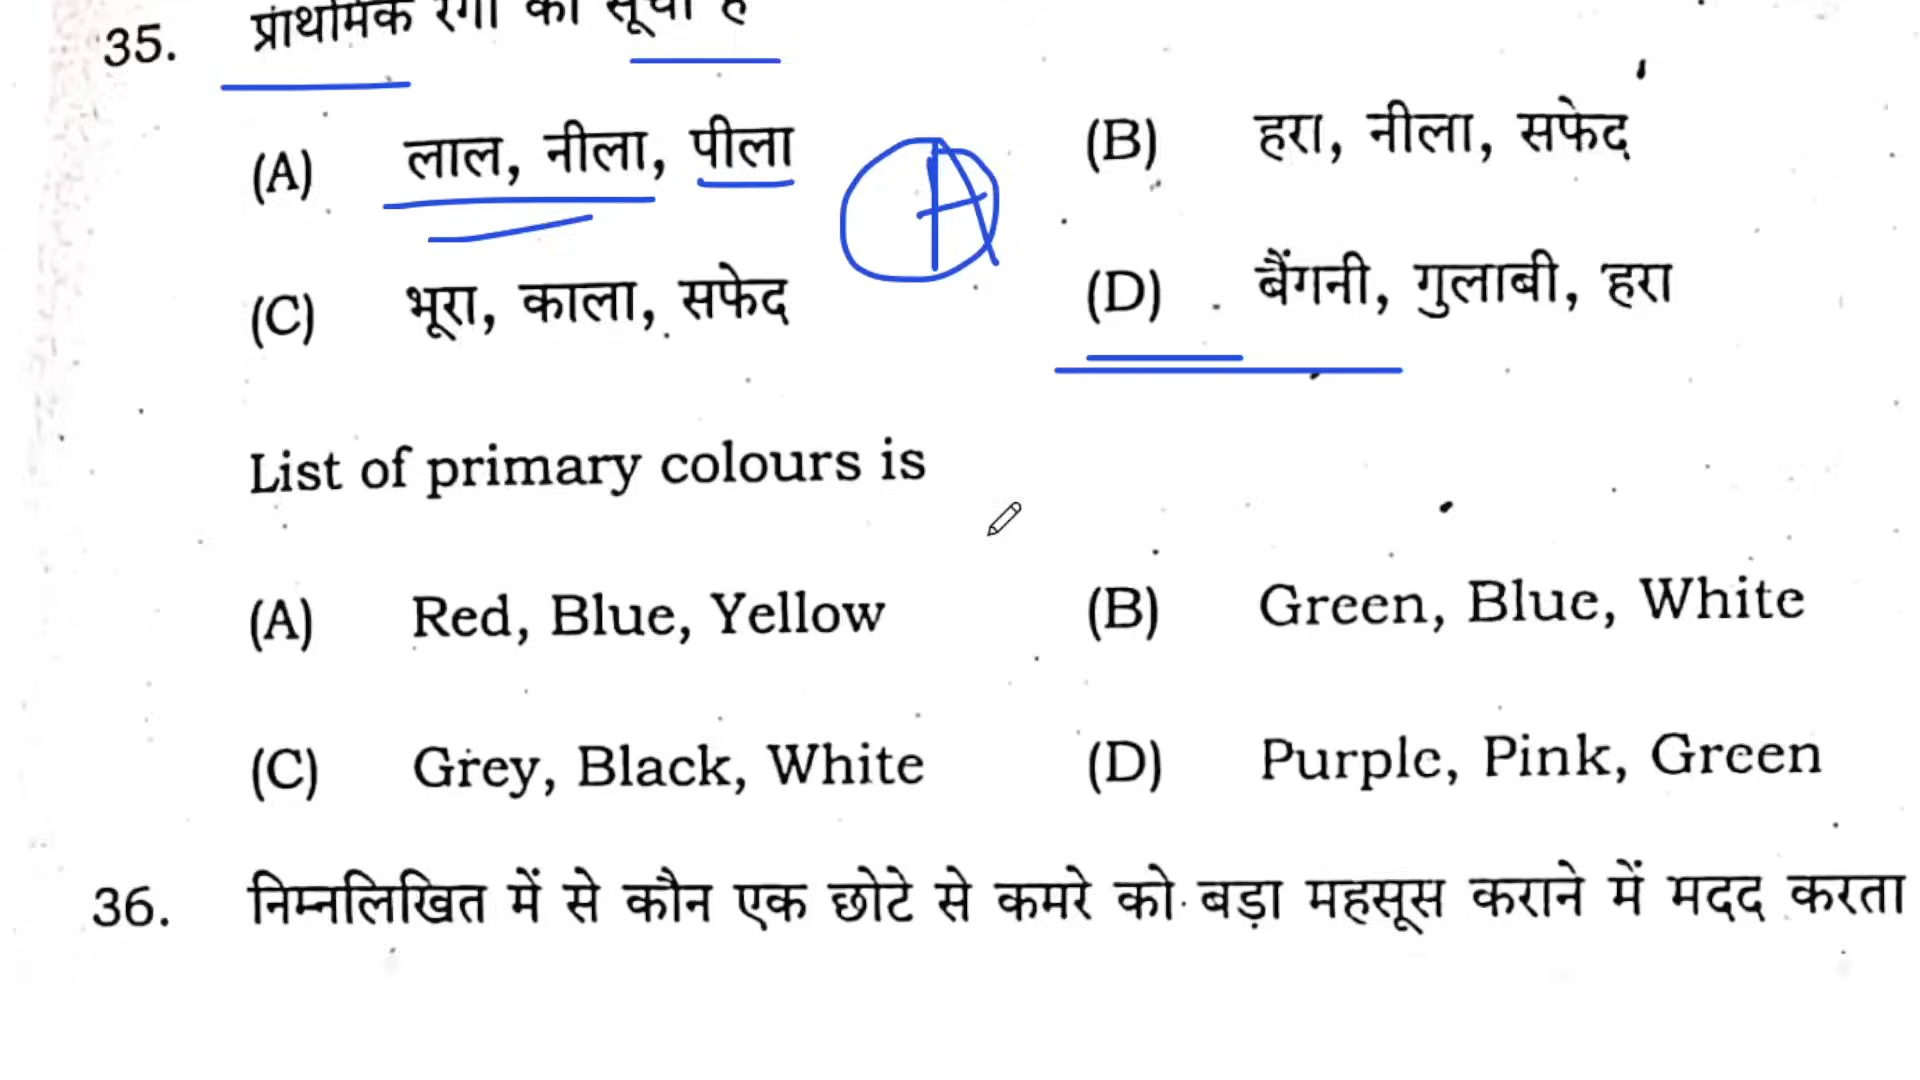 35. प्राथमिक रंगों की सूची है
(A) लाल, नीला, पीला (B) हरा, नीला, सफेद
A
(C) भूरा, काला, सफेद (D) बैंगनी, गुलाबी, हरा
List of primary colours is
(A) Red, Blue, Yellow (B) Green, Blue, White
(C) Grey, Black, White (D) Purple, Pink, Green
36. निम्नलिखित में से कौन एक छोटे से कमरे को बड़ा महसूस कराने में मदद करता